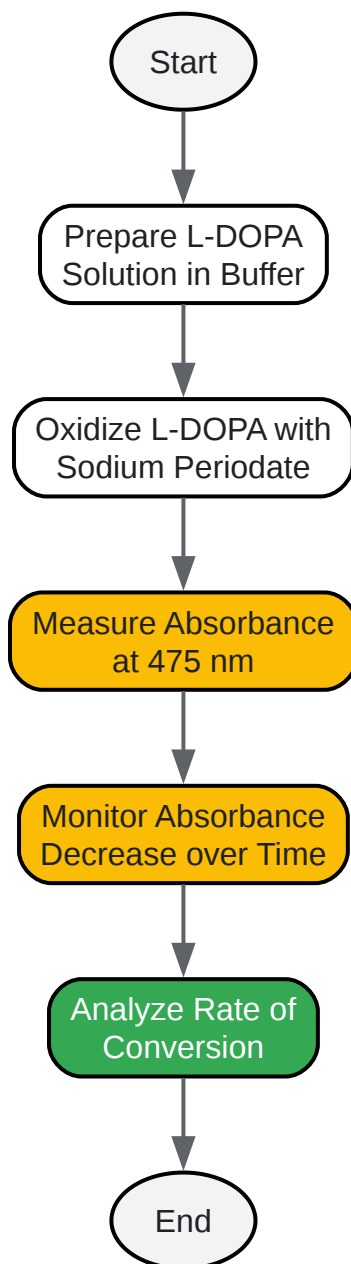 Start
Prepare L-DOPA
Solution in Buffer
Oxidize L-DOPA with
Sodium Periodate
Measure Absorbance
at 475 nm
Monitor Absorbance
Decrease over Time
Analyze Rate of
Conversion
End